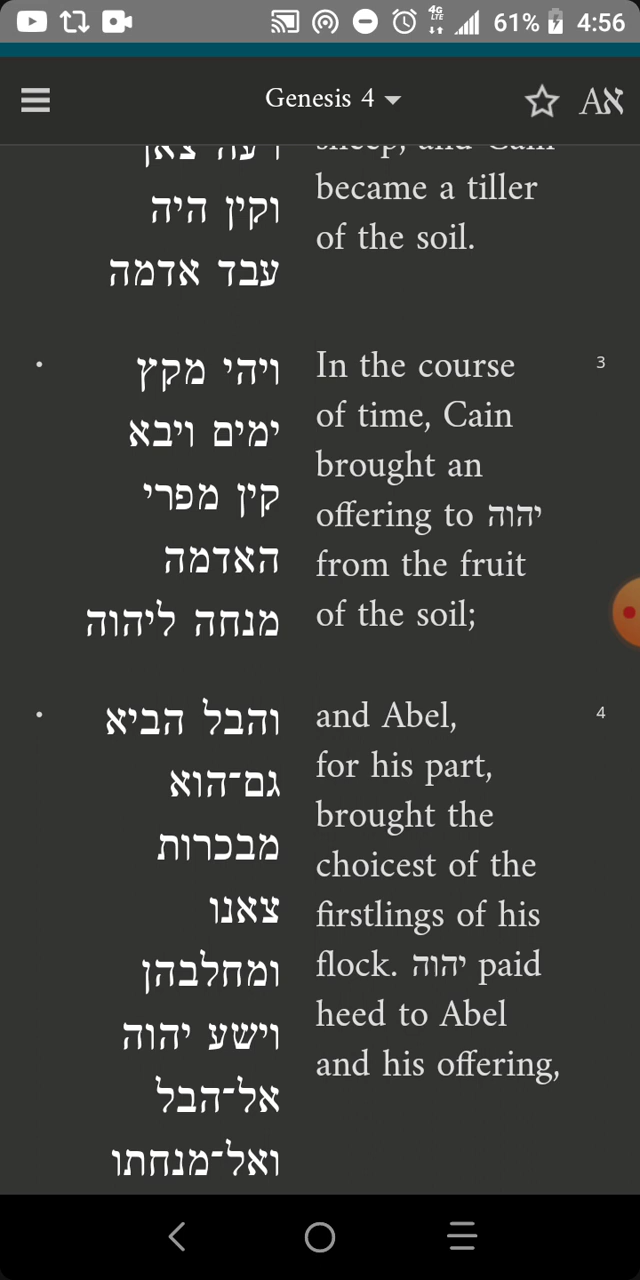 4G
LTE
61%
4:56
Genesis 4
Aא
רעה צאן
וקין היה
עבד אדמה
sheep, and Cain
became a tiller
of the soil.
ויהי מקץ
ימים ויבא
קין מפרי
האדמה
מנחה ליהוה
In the course
of time, Cain
brought an
offering to יהוה
from the fruit
of the soil;
3
והבל הביא
גם־הוא
מבכרות
צאנו
ומחלבהן
וישע יהוה
אל־הבל
ואל־מנחתו
and Abel,
for his part,
brought the
choicest of the
firstlings of his
flock. יהוה paid
heed to Abel
and his offering,
4